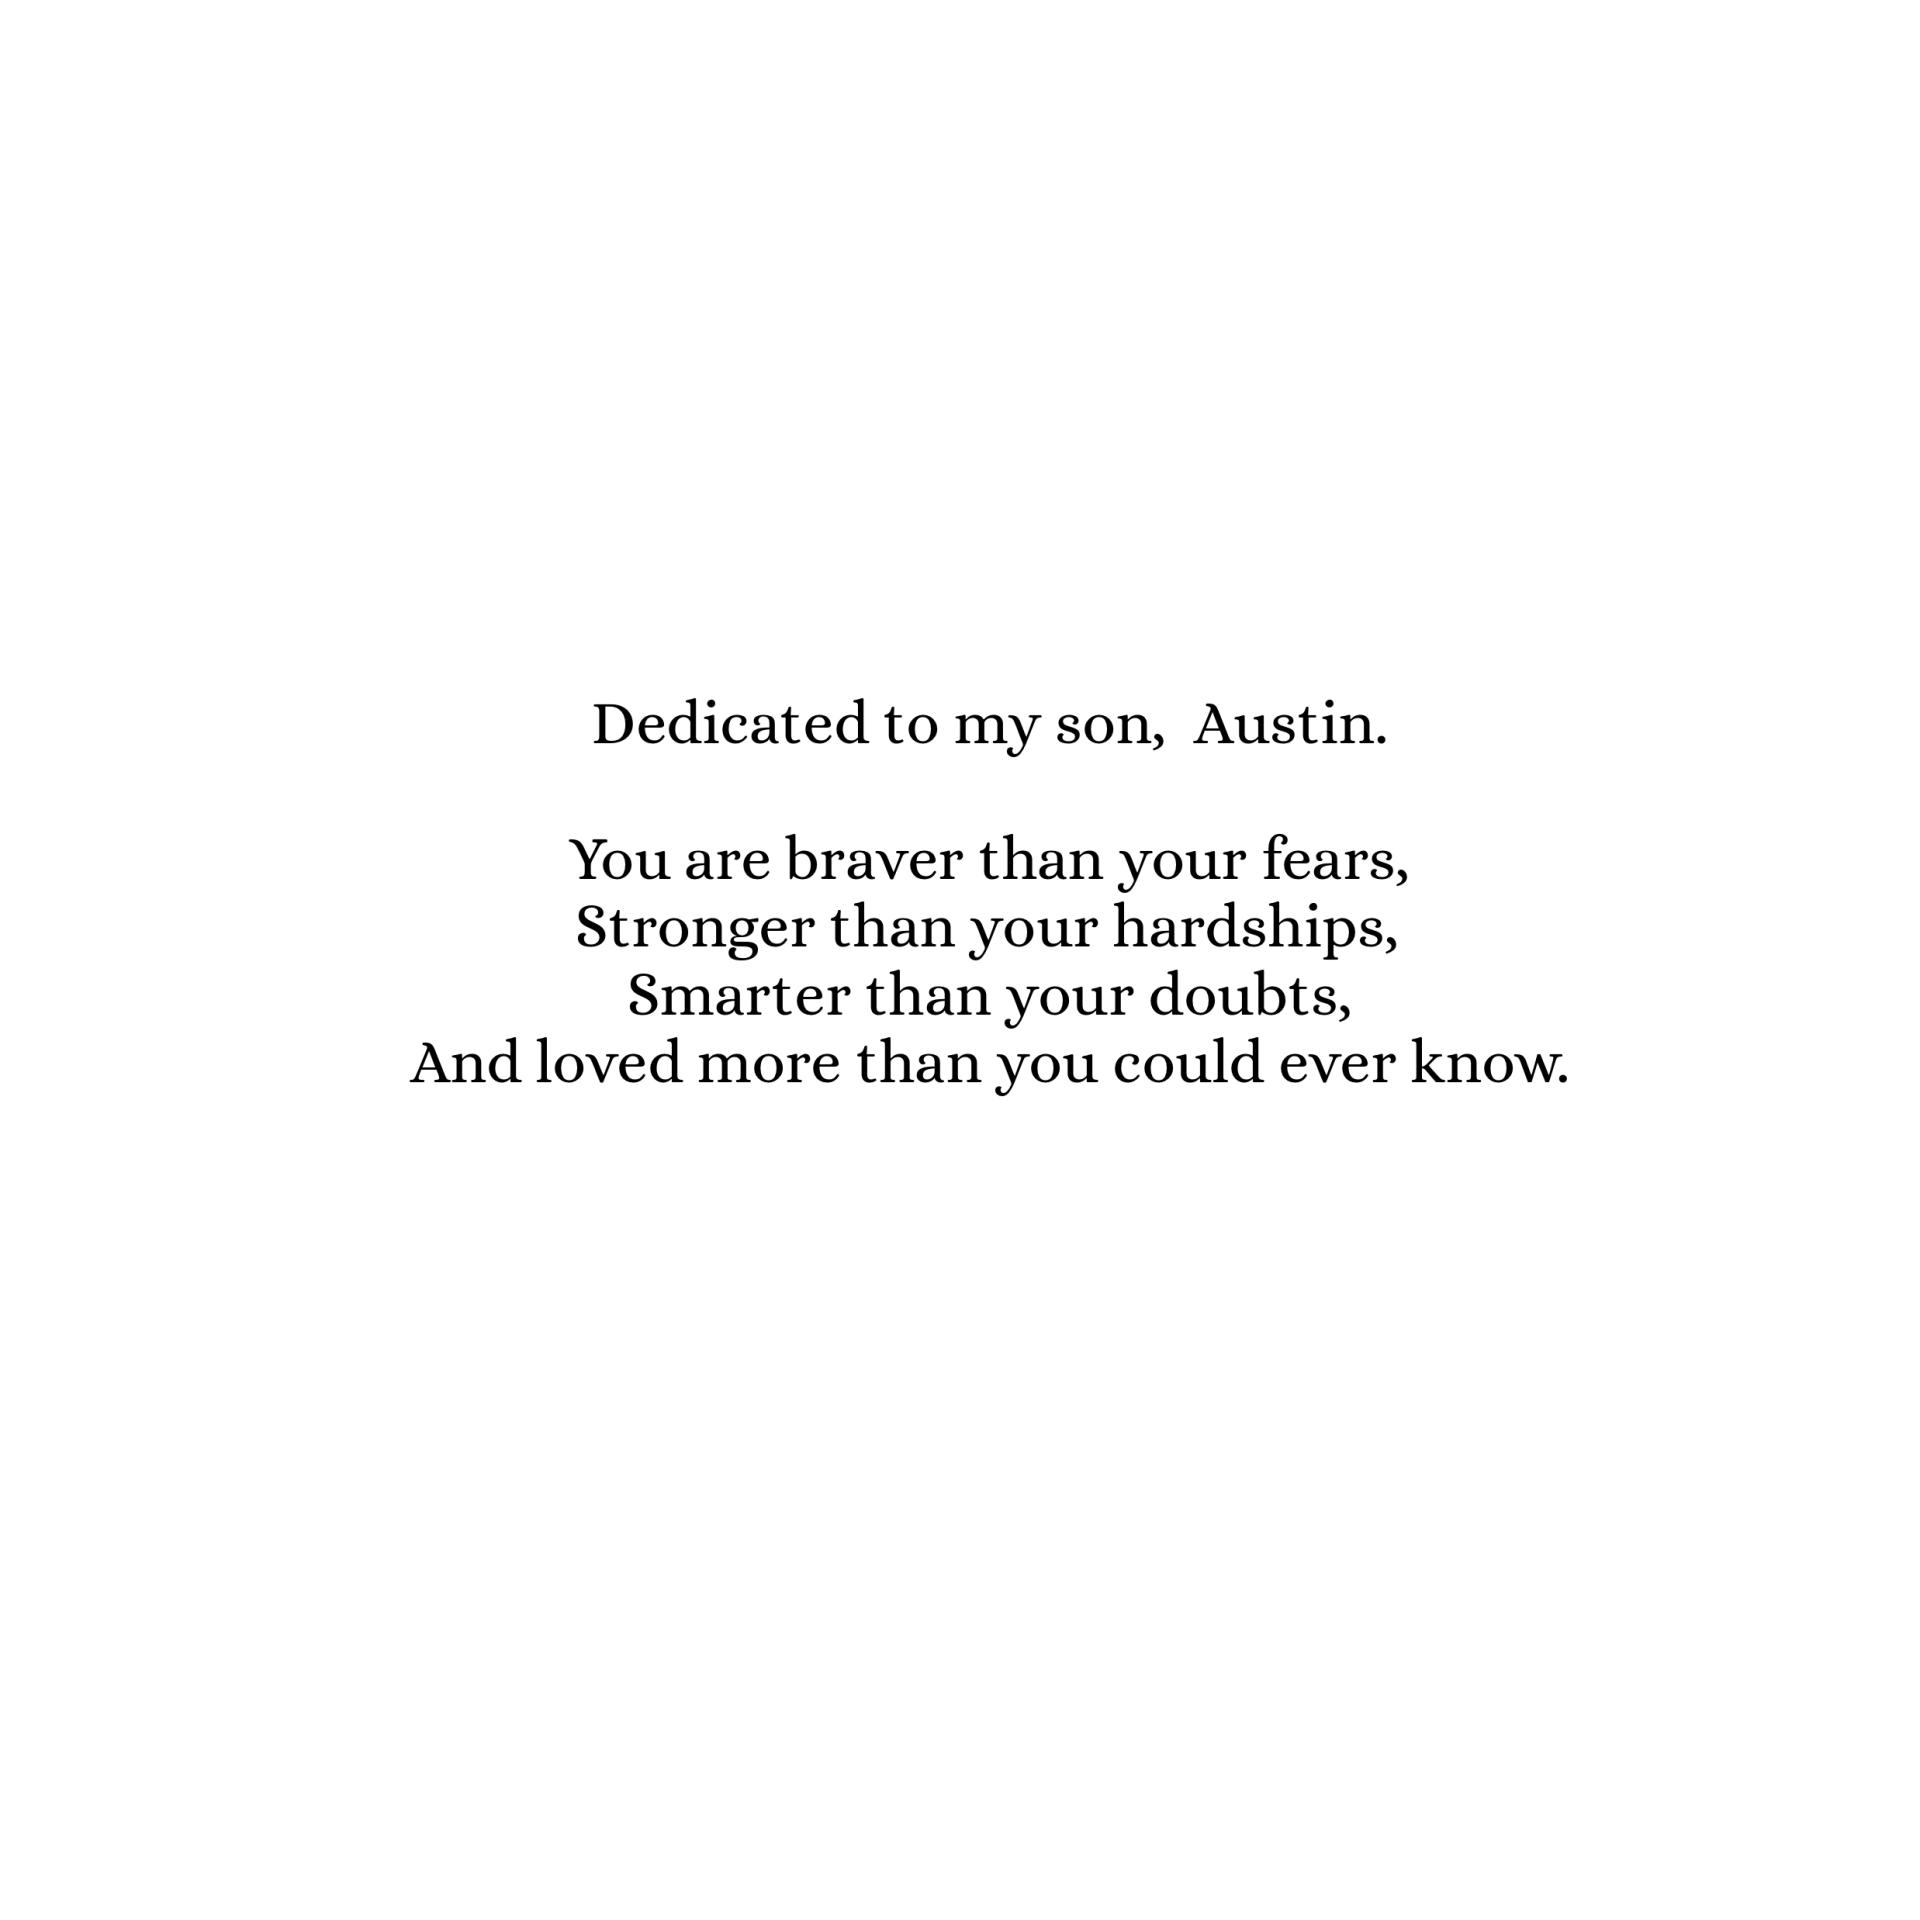 Dedicated to my son,  Austin.
You are braver than your fears,
Stronger than your hardships,
Smarter than your doubts,
And loved more than you could ever know.